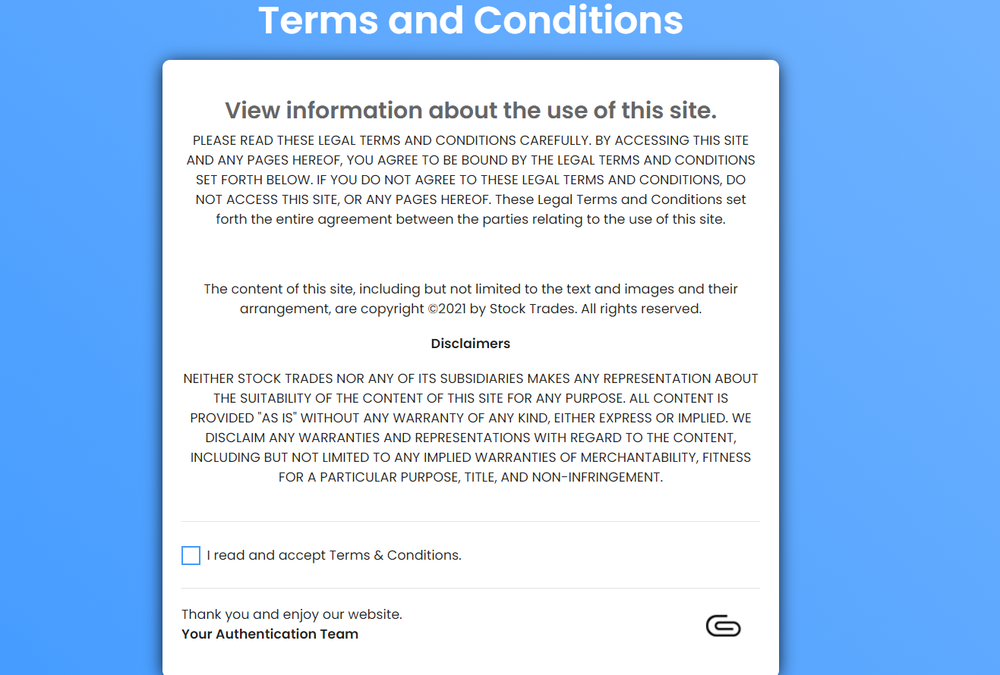 Terms and Conditions
View information about the use of this site.
PLEASE READ THESE LEGAL TERMS AND CONDITIONS CAREFULLY. BY ACCESSING THIS SITE
AND ANY PAGES HEREOF, YOU AGREE TO BE BOUND BY THE LEGAL TERMS AND CONDITIONS
SET FORTH BELOW. IF YOU DO NOT AGREE TO THESE LEGAL TERMS AND CONDITIONS, DO
NOT ACCESS THIS SITE, OR ANY PAGES HEREOF. These Legal Terms and Conditions set
forth the entire agreement between the parties relating to the use of this site.
The content of this site, including but not limited to the text and images and their
arrangement, are copyright ©2021 by Stock Trades. All rights reserved.
Disclaimers
NEITHER STOCK TRADES NOR ANY OF ITS SUBSIDIARIES MAKES ANY REPRESENTATION ABOUT
THE SUITABILITY OF THE CONTENT OF THIS SITE FOR ANY PURPOSE. ALL CONTENT IS
PROVIDED "AS IS" WITHOUT ANY WARRANTY OF ANY KIND, EITHER EXPRESS OR IMPLIED. WE
DISCLAIM ANY WARRANTIES AND REPRESENTATIONS WITH REGARD TO THE CONTENT,
INCLUDING BUT NOT LIMITED TO ANY IMPLIED WARRANTIES OF MERCHANTABILITY, FITNESS
FOR A PARTICULAR PURPOSE, TITLE, AND NON-INFRINGEMENT.
I read and accept Terms & Conditions.
Thank you and enjoy our website.
Your Authentication Team